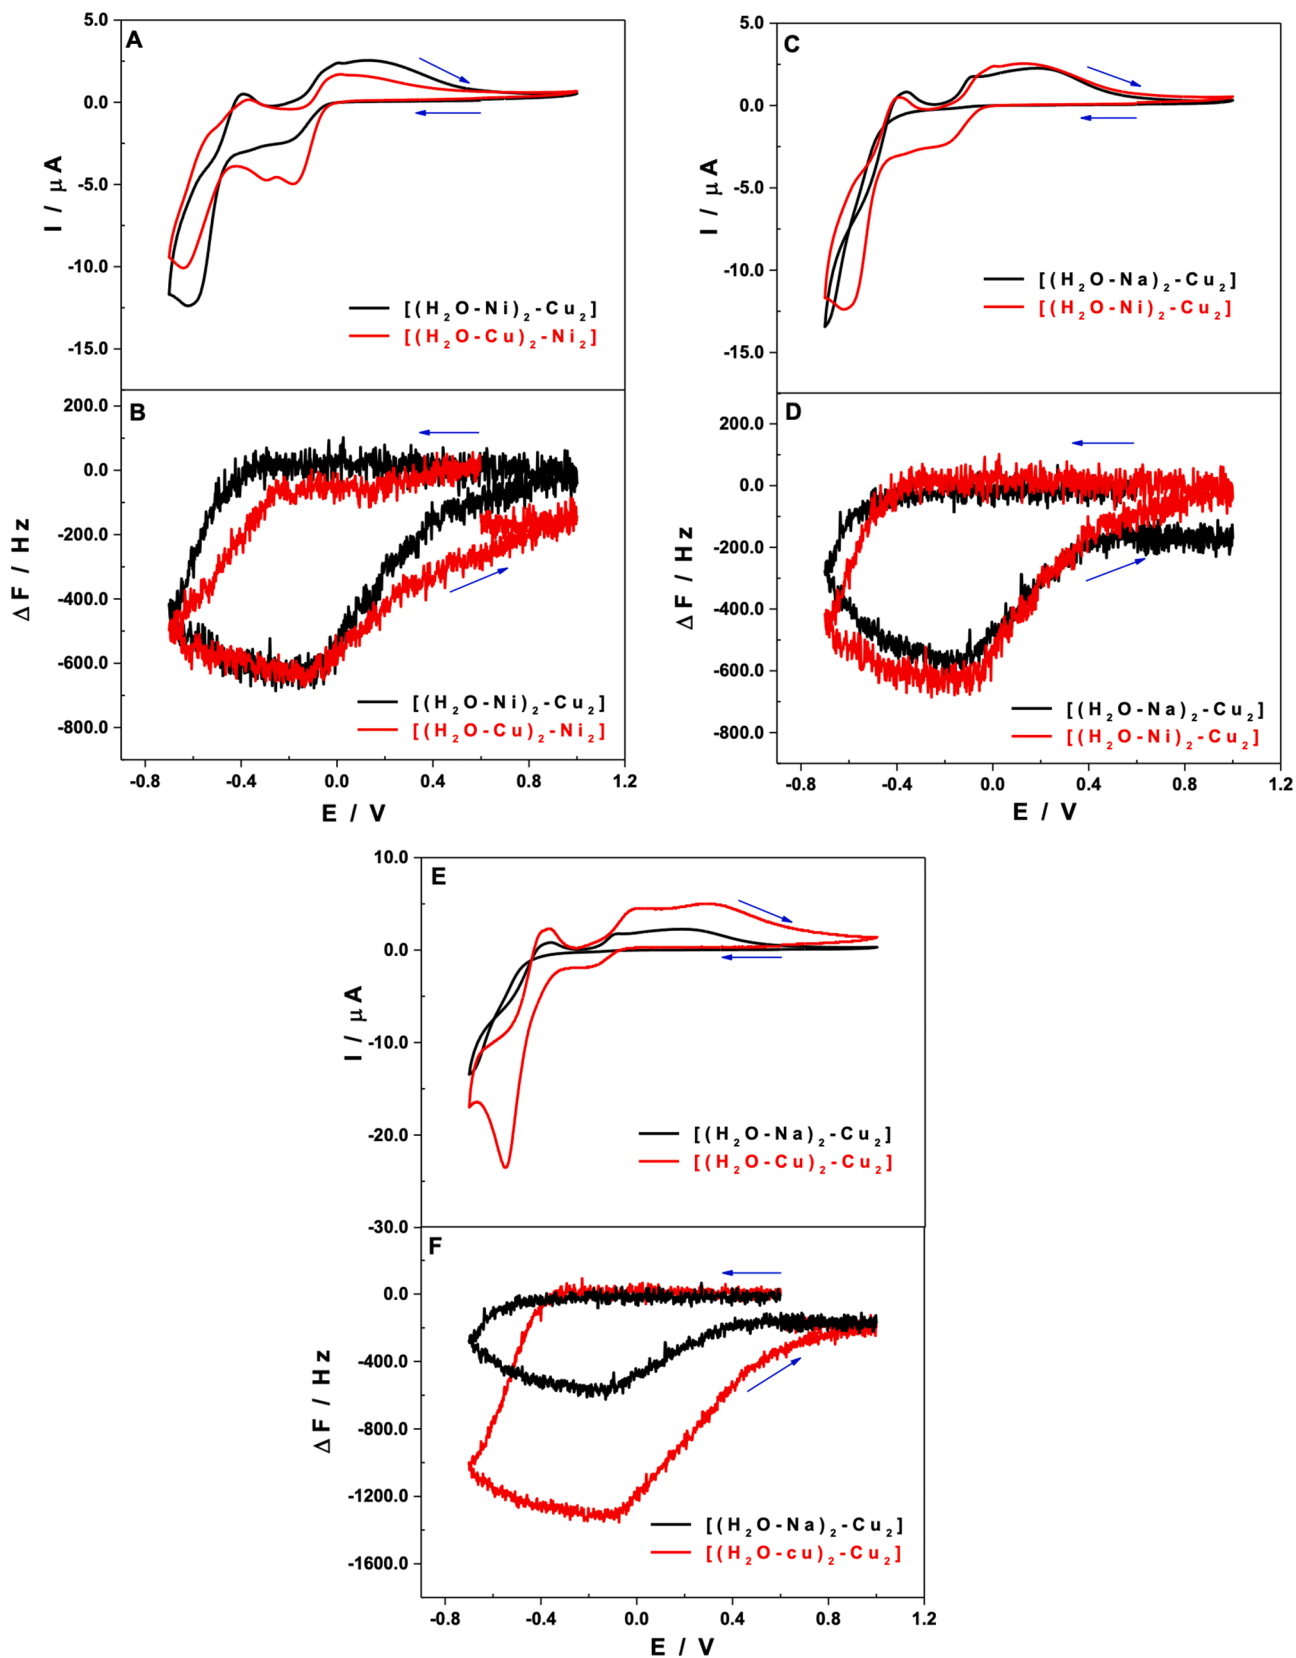 A
5.0
0.0
-5.0
-10.0
-15.0
I / μA
[(H₂O-Ni)₂-Cu₂]
[(H₂O-Cu)₂-Ni₂]
B
200.0
0.0
-200.0
-400.0
-600.0
-800.0
Δ F / Hz
[(H₂O-Ni)₂-Cu₂]
[(H₂O-Cu)₂-Ni₂]
-0.8 -0.4 0.0 0.4 0.8 1.2
E / V
C
5.0
0.0
-5.0
-10.0
-15.0
I / μA
[(H₂O-Na)₂-Cu₂]
[(H₂O-Ni)₂-Cu₂]
D
200.0
0.0
-200.0
-400.0
-600.0
-800.0
Δ F / Hz
[(H₂O-Na)₂-Cu₂]
[(H₂O-Ni)₂-Cu₂]
-0.8 -0.4 0.0 0.4 0.8 1.2
E / V
E
10.0
0.0
-10.0
-20.0
-30.0
I / μA
[(H₂O-Na)₂-Cu₂]
[(H₂O-Cu)₂-Cu₂]
F
0.0
-400.0
-800.0
-1200.0
-1600.0
Δ F / Hz
[(H₂O-Na)₂-Cu₂]
[(H₂O-cu)₂-Cu₂]
-0.8 -0.4 0.0 0.4 0.8 1.2
E / V